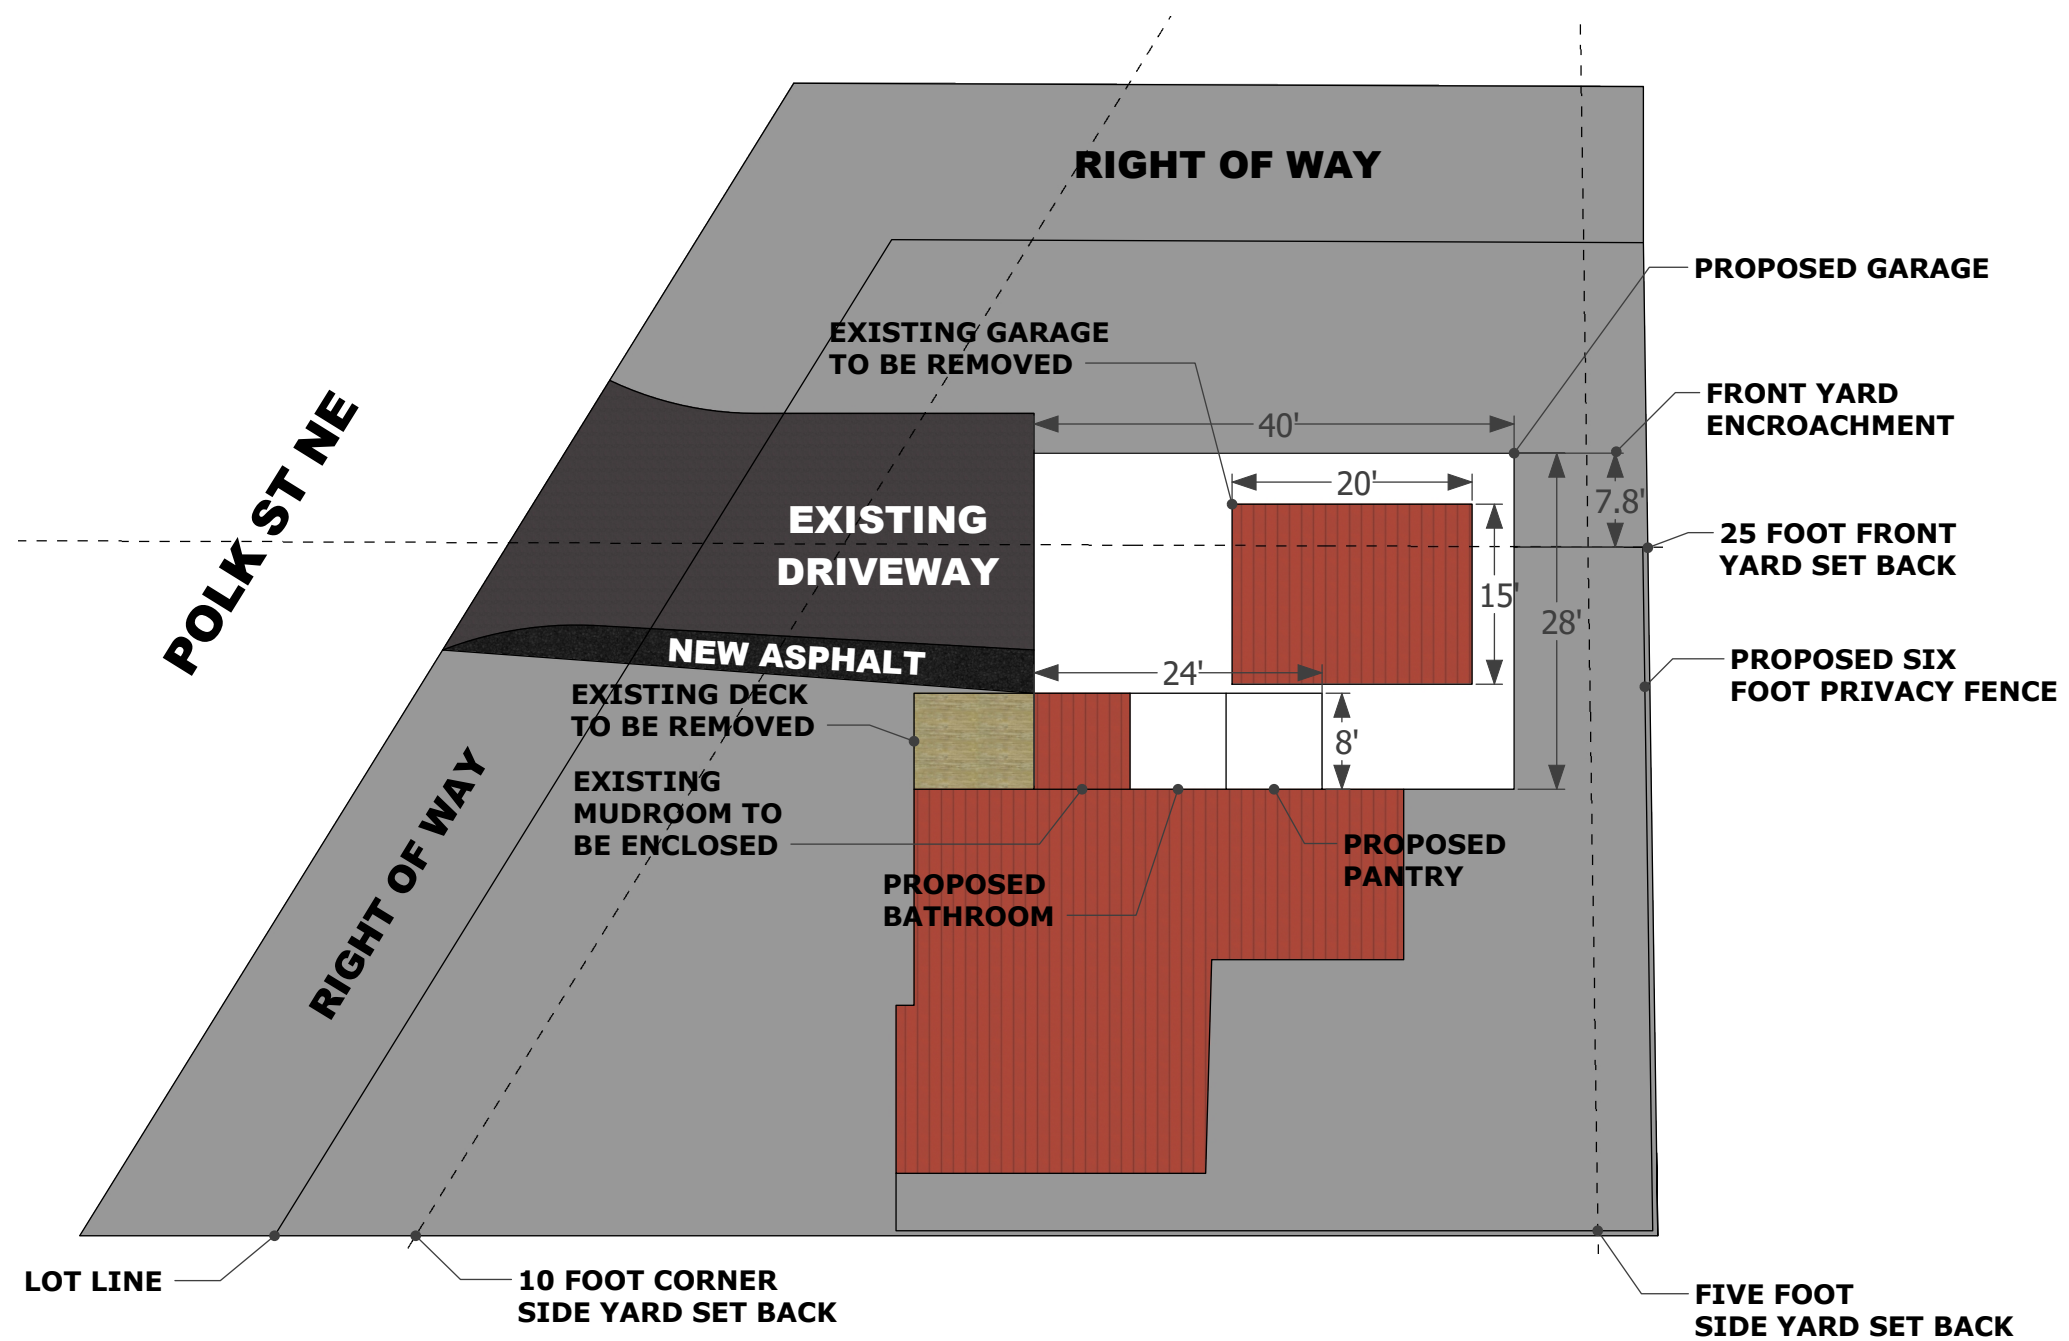 RIGHT OF WAY
PROPOSED GARAGE
EXISTING GARAGE
TO BE REMOVED
FRONT YARD
ENCROACHMENT
40'
20'
7.8'
POLK ST NE
EXISTING
DRIVEWAY
25 FOOT FRONT
YARD SET BACK
15'
28'
NEW ASPHALT
24'
PROPOSED SIX
FOOT PRIVACY FENCE
EXISTING DECK
TO BE REMOVED
8'
EXISTING
MUDROOM TO
BE ENCLOSED
PROPOSED
PANTRY
PROPOSED
BATHROOM
RIGHT OF WAY
LOT LINE
10 FOOT CORNER
SIDE YARD SET BACK
FIVE FOOT
SIDE YARD SET BACK